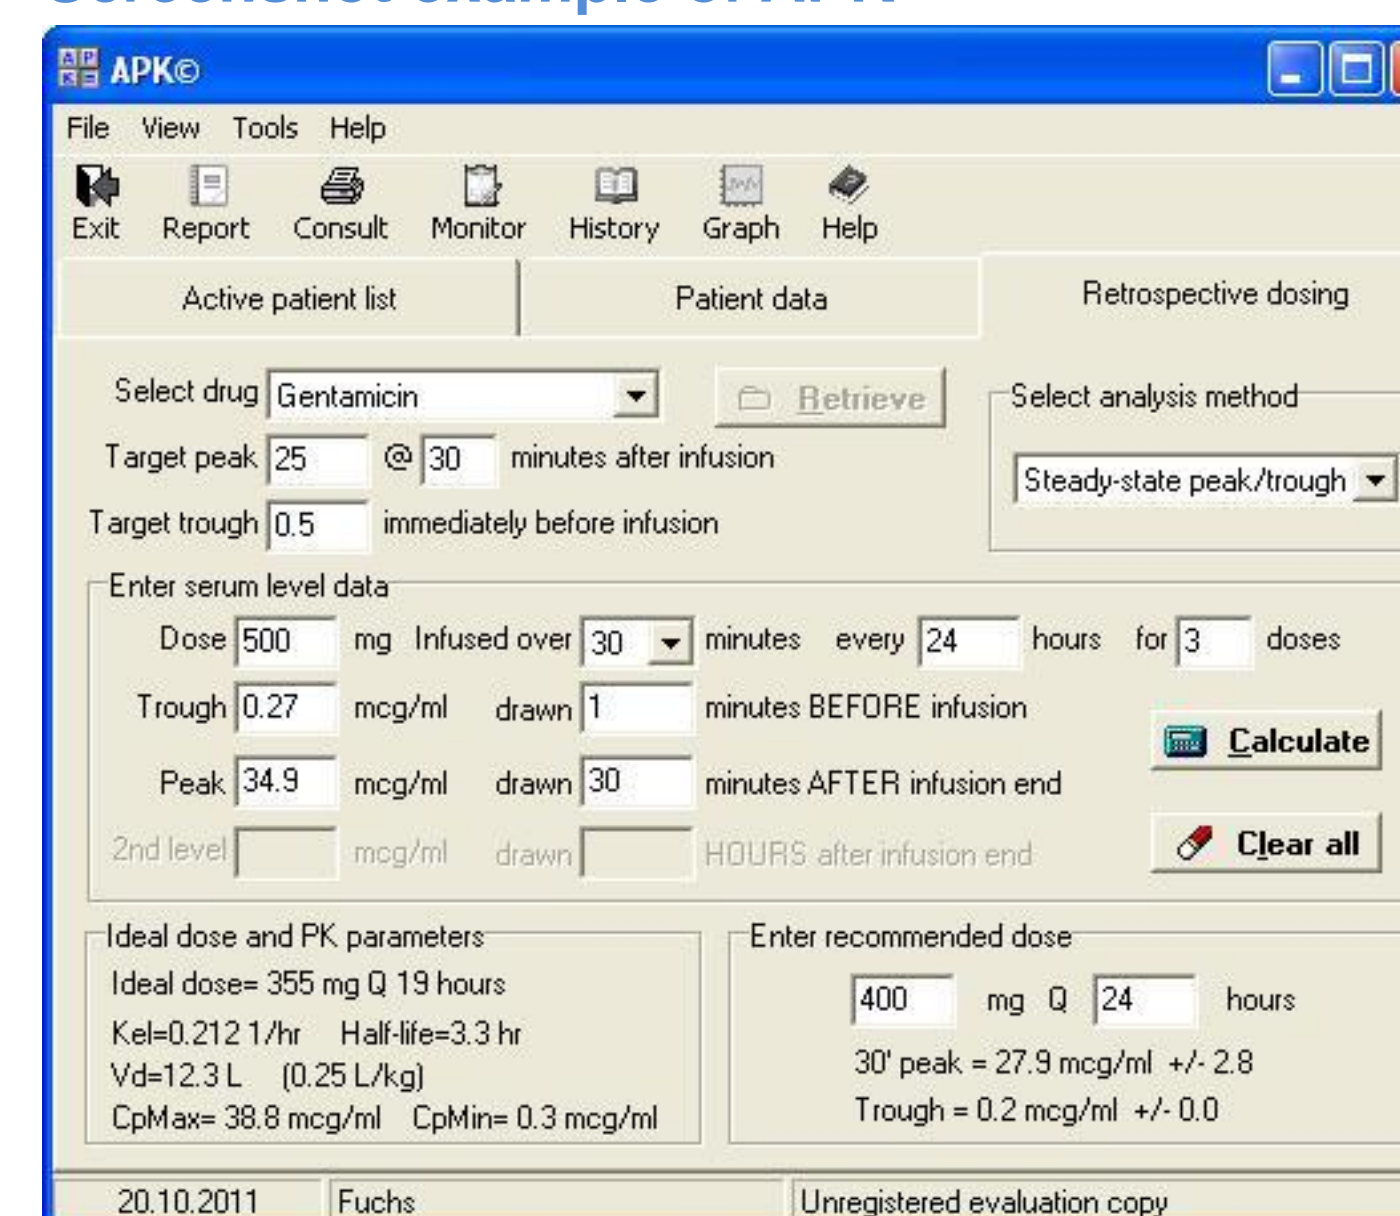 Screenshot example of APK
APK©
File View Tools Help
Exit Report Consult Monitor History Graph Help
Active patient list Patient data Retrospective dosing
Select drug Gentamicin Retrieve Select analysis method
Target peak 25 @ 30 minutes after infusion
Steady-state peak/trough
Target trough 0.5 immediately before infusion
Enter serum level data
Dose 500 mg Infused over 30 minutes every 24 hours for 3 doses
Trough 0.27 mcg/ml drawn 1 minutes BEFORE infusion
Calculate
Peak 34.9 mcg/ml drawn 30 minutes AFTER infusion end
2nd level mcg/ml drawn HOURS after infusion end
Clear all
Ideal dose and PK parameters
Ideal dose= 355 mg Q 19 hours
Kel=0.212 1/hr Half-life=3.3 hr
Vd=12.3 L (0.25 L/kg)
CpMax= 38.8 mcg/ml CpMin= 0.3 mcg/ml
Enter recommended dose
400 mg Q 24 hours
30' peak = 27.9 mcg/ml +/- 2.8
Trough = 0.2 mcg/ml +/- 0.0
20.10.2011 Fuchs Unregistered evaluation copy